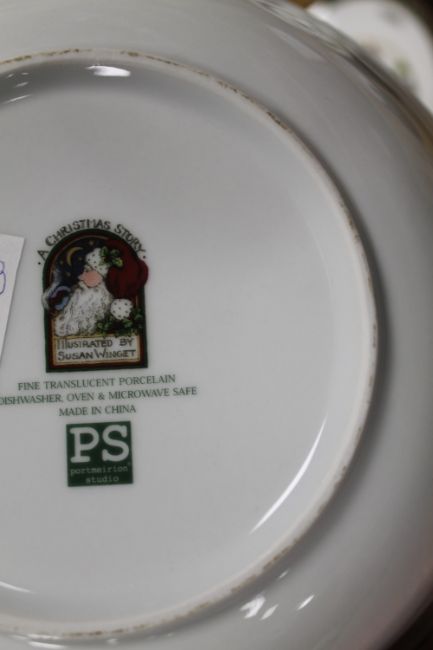 · A CHRISTMAS STORY ·
ILLUSTRATED BY
SUSAN WINGET
FINE TRANSLUCENT PORCELAIN
DISHWASHER, OVEN & MICROWAVE SAFE
MADE IN CHINA
PS
portmeirion
studio